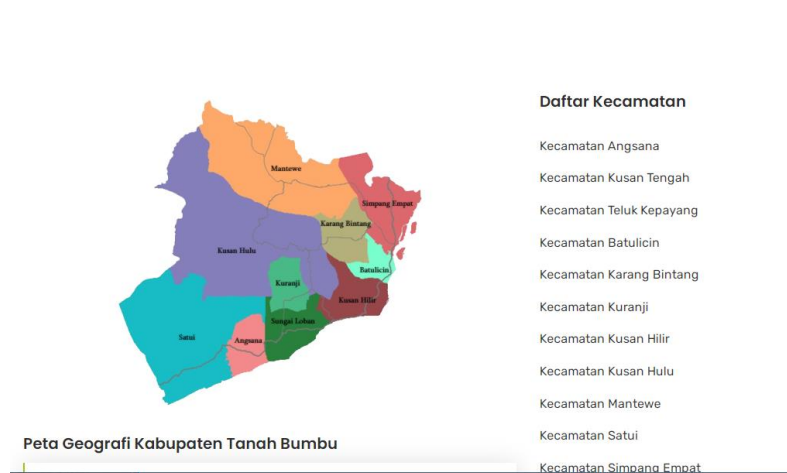 Daftar Kecamatan
Kecamatan Angsana
Kecamatan Kusan Tengah
Kecamatan Teluk Kepayang
Kecamatan Batulicin
Kecamatan Karang Bintang
Kecamatan Kuranji
Kecamatan Kusan Hilir
Kecamatan Kusan Hulu
Kecamatan Mantewe
Kecamatan Satui
Kecamatan Simpang Empat
Mantewe
Simpang Empat
Karang Bintang
Kusan Hulu
Batulicin
Kuranji
Kusan Hilir
Sungai Loban
Satui
Angsana
Peta Geografi Kabupaten Tanah Bumbu